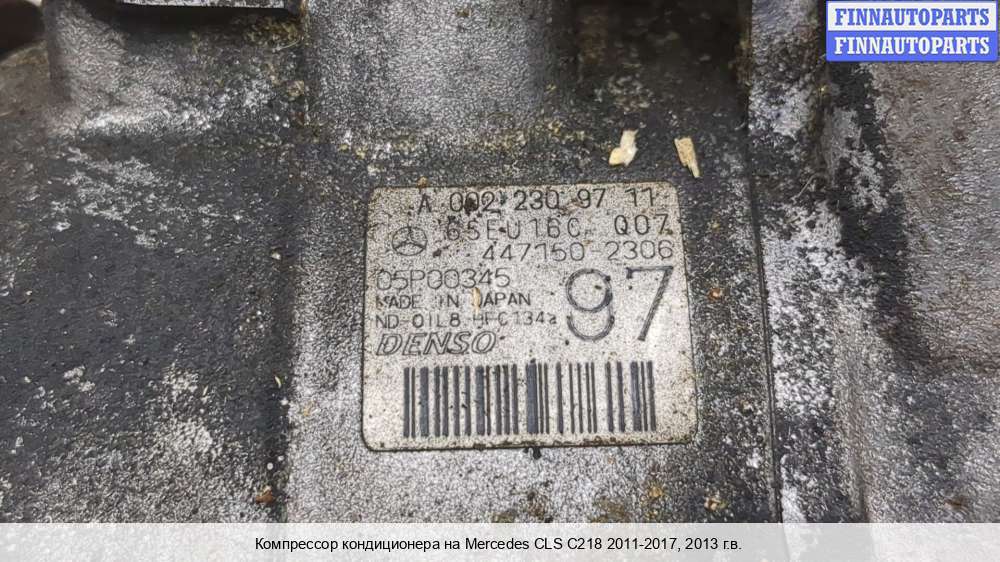 FINNAUTOPARTS
FINNAUTOPARTS
A 002 230 97 11
6SEU16C Q07
447150 2306
05P00345
MADE IN JAPAN
ND-OIL8 HFC134a
97
DENSO
Компрессор кондиционера на Mercedes CLS C218 2011-2017, 2013 г.в.